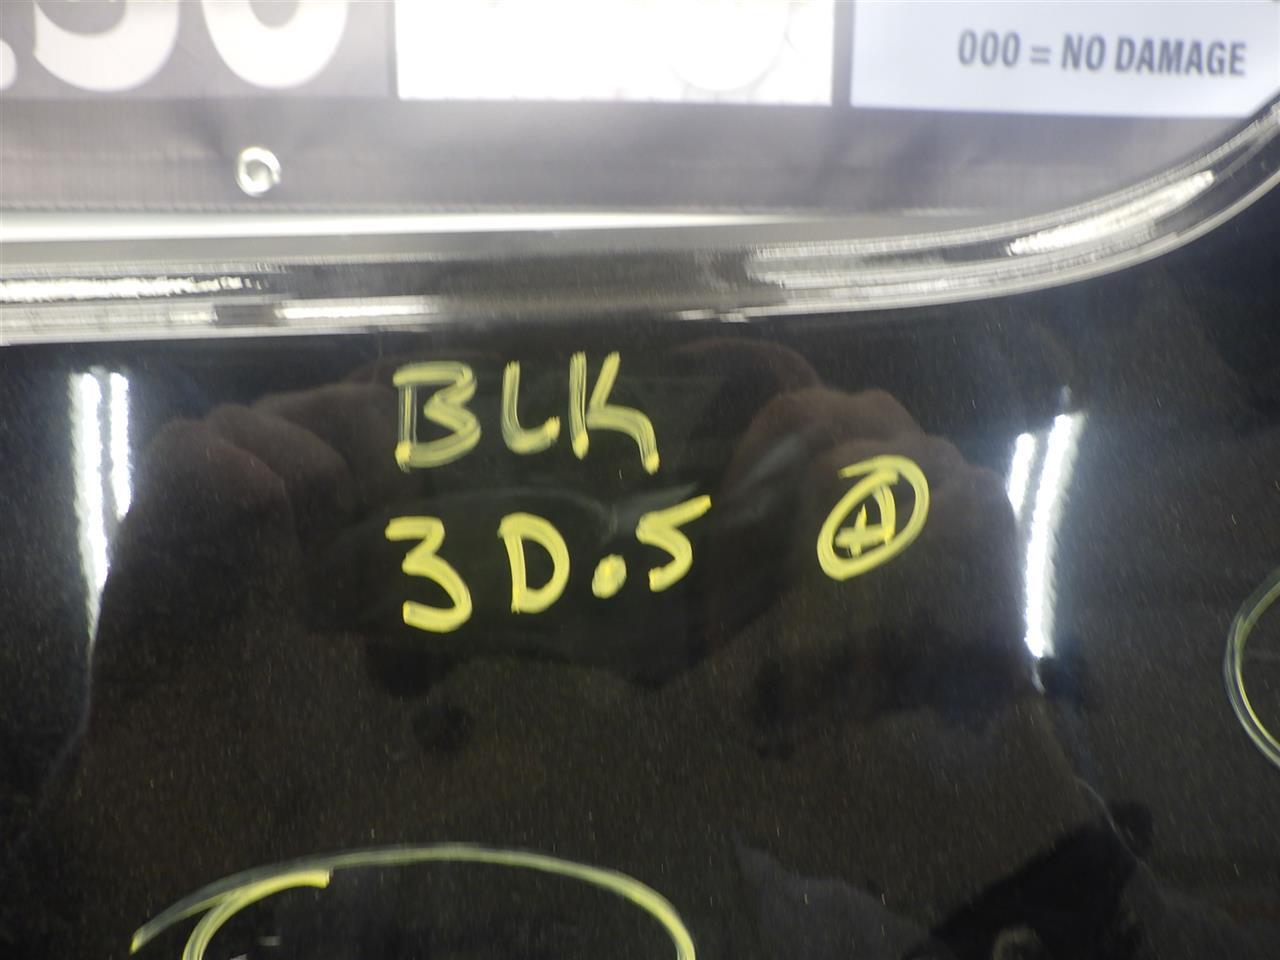 000 = NO DAMAGE
BLK
3D.5 A